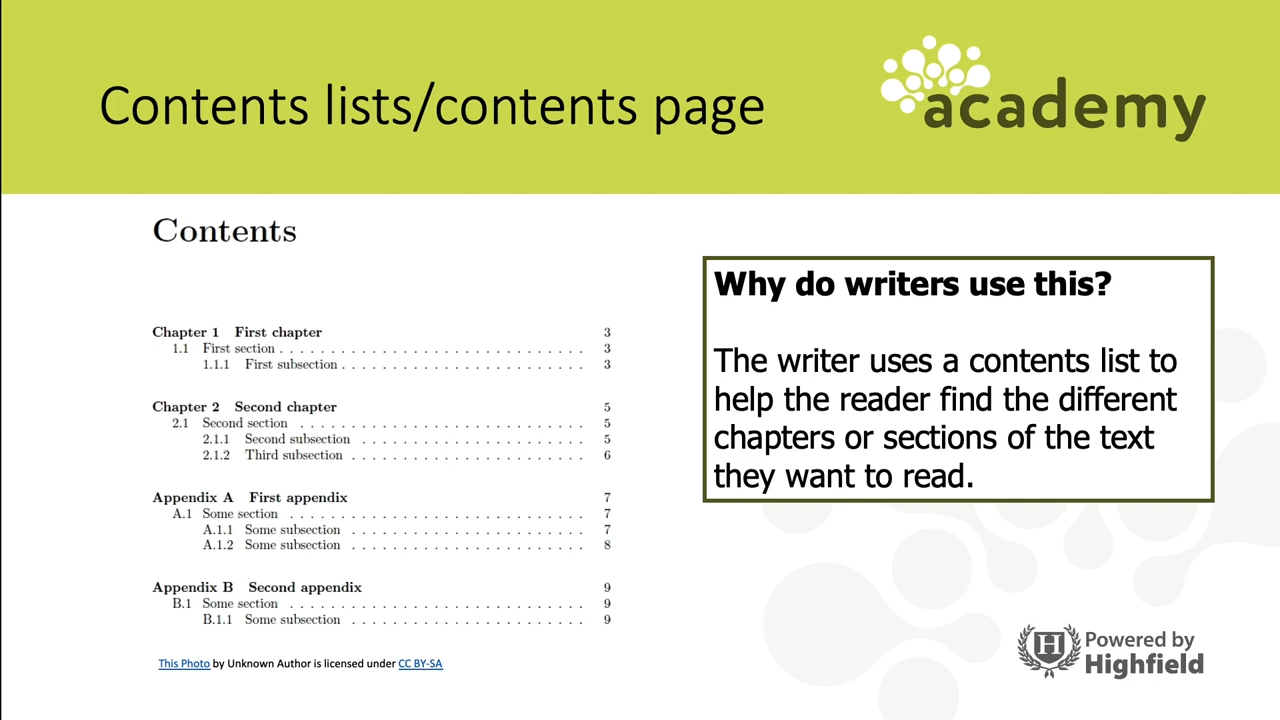 Contents lists/contents page
academy
Contents
Chapter 1 First chapter 3
1.1 First section . . . . . . . . . . . . . . . . . . . . . . . . . . . . . . 3
1.1.1 First subsection . . . . . . . . . . . . . . . . . . . . . . . . 3
Chapter 2 Second chapter 5
2.1 Second section . . . . . . . . . . . . . . . . . . . . . . . . . . . . 5
2.1.1 Second subsection . . . . . . . . . . . . . . . . . . . . . . 5
2.1.2 Third subsection . . . . . . . . . . . . . . . . . . . . . . . 6
Appendix A First appendix 7
A.1 Some section . . . . . . . . . . . . . . . . . . . . . . . . . . . . . 7
A.1.1 Some subsection . . . . . . . . . . . . . . . . . . . . . . . 7
A.1.2 Some subsection . . . . . . . . . . . . . . . . . . . . . . . 8
Appendix B Second appendix 9
B.1 Some section . . . . . . . . . . . . . . . . . . . . . . . . . . . . . 9
B.1.1 Some subsection . . . . . . . . . . . . . . . . . . . . . . . 9
This Photo by Unknown Author is licensed under CC BY-SA
Why do writers use this?
The writer uses a contents list to
help the reader find the different
chapters or sections of the text
they want to read.
H
Powered by
Highfield